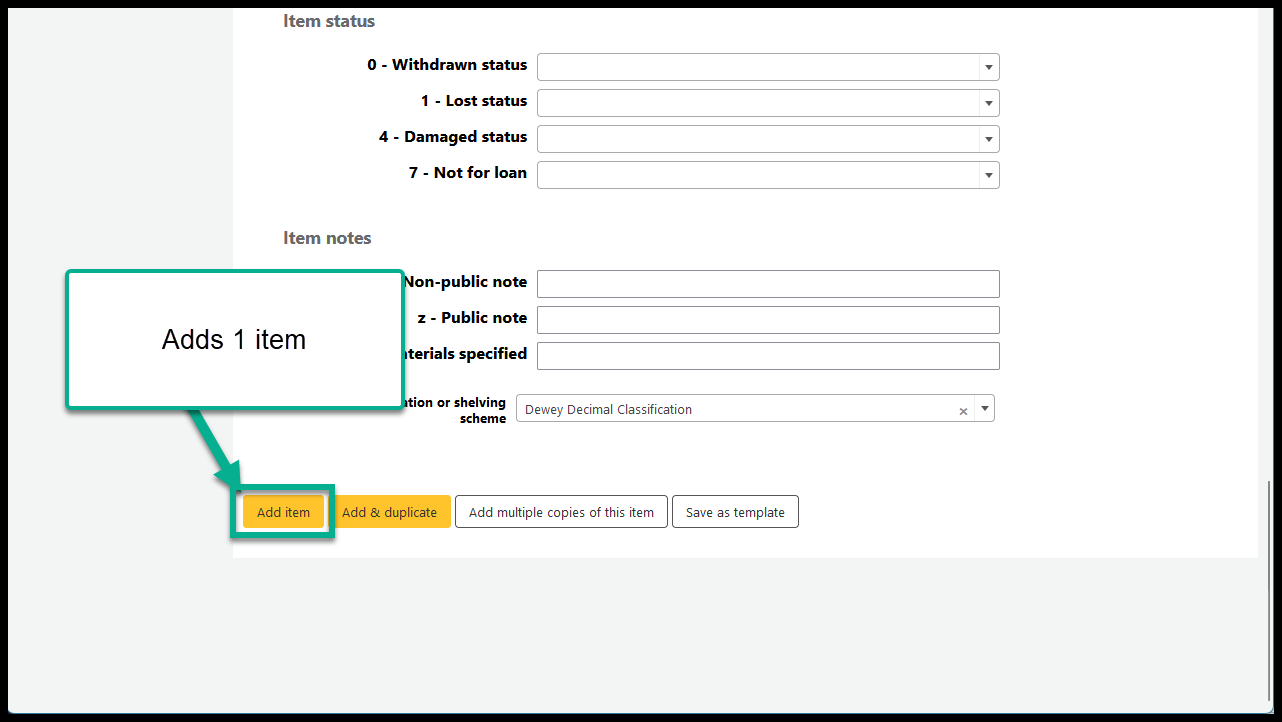 Item status
0 - Withdrawn status
1 - Lost status
4 - Damaged status
7 - Not for loan
Item notes
Non-public note
z - Public note
Adds 1 item
specified
or shelving
scheme
Dewey Decimal Classification
Add item
Add & duplicate
Add multiple copies of this item
Save as template